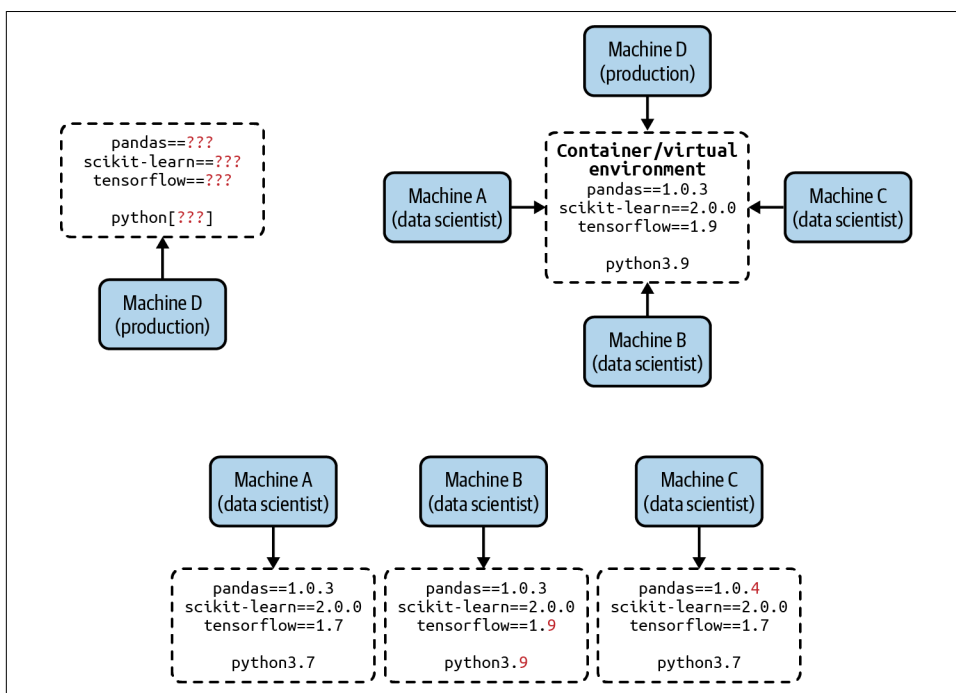 Machine D
(production)
pandas==???
scikit-learn==???
tensorflow==???
python[???]
Machine D
(production)
Container/virtual
environment
pandas==1.0.3
scikit-learn==2.0.0
tensorflow==1.9
python3.9
Machine A
(data scientist)
Machine C
(data scientist)
Machine B
(data scientist)
Machine A
(data scientist)
Machine B
(data scientist)
Machine C
(data scientist)
pandas==1.0.3
scikit-learn==2.0.0
tensorflow==1.7
python3.7
pandas==1.0.3
scikit-learn==2.0.0
tensorflow==1.9
python3.9
pandas==1.0.4
scikit-learn==2.0.0
tensorflow==1.7
python3.7